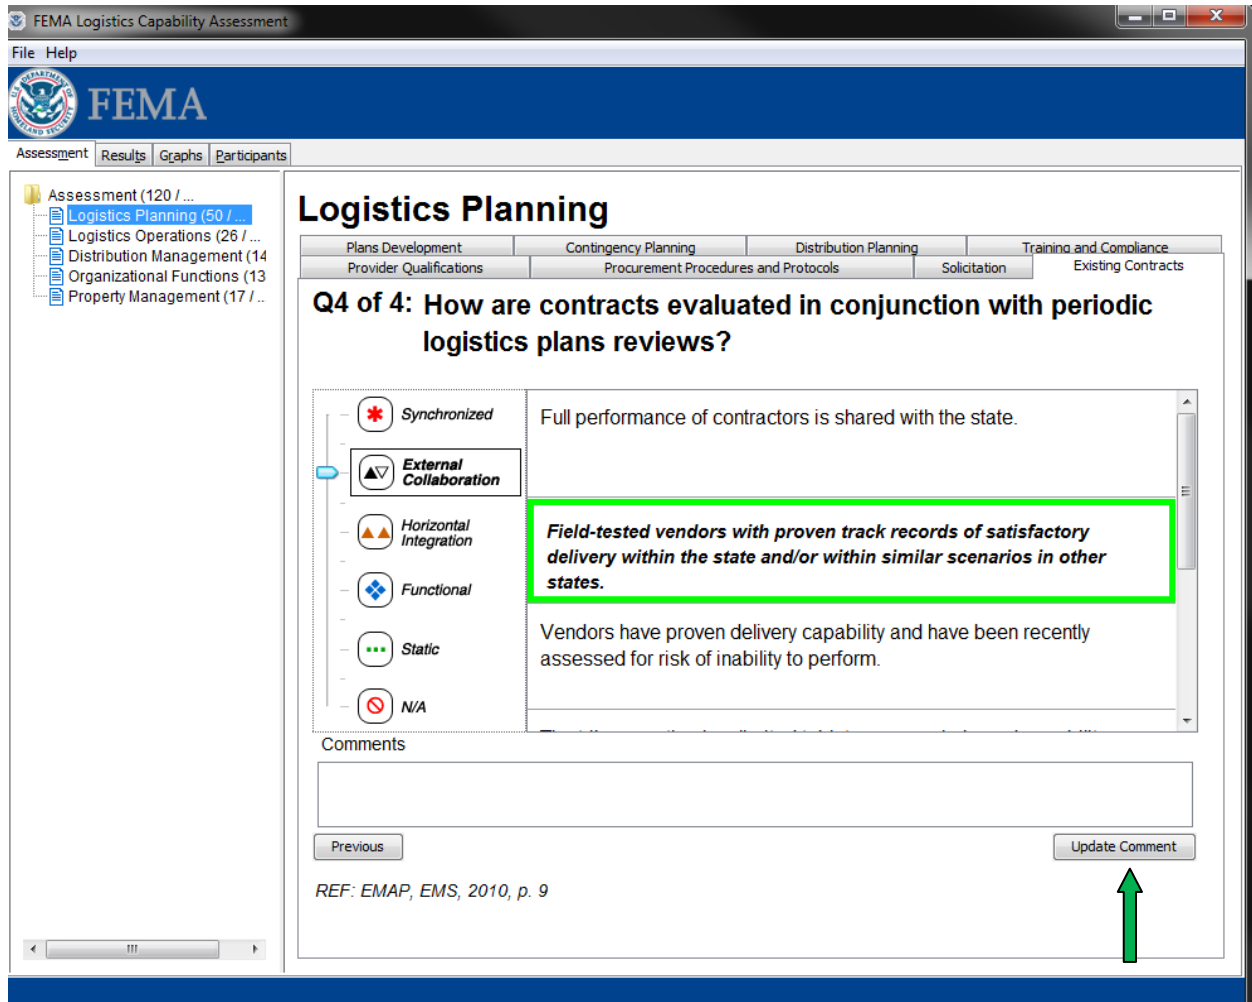 FEMA Logistics Capability Assessment
File Help
FEMA
Assessment Results Graphs Participants
Assessment (120 / ...
Logistics Planning (50 / ...
Logistics Operations (26 / ...
Distribution Management (14
Organizational Functions (13
Property Management (17 / ..
Logistics Planning
Plans Development Contingency Planning Distribution Planning Training and Compliance
Provider Qualifications Procurement Procedures and Protocols Solicitation Existing Contracts
Q4 of 4: How are contracts evaluated in conjunction with periodic
logistics plans reviews?
Synchronized
External
Collaboration
Horizontal
Integration
Functional
Static
N/A
Full performance of contractors is shared with the state.
Field-tested vendors with proven track records of satisfactory
delivery within the state and/or within similar scenarios in other
states.
Vendors have proven delivery capability and have been recently
assessed for risk of inability to perform.
Comments
Previous Update Comment
REF: EMAP, EMS, 2010, p. 9